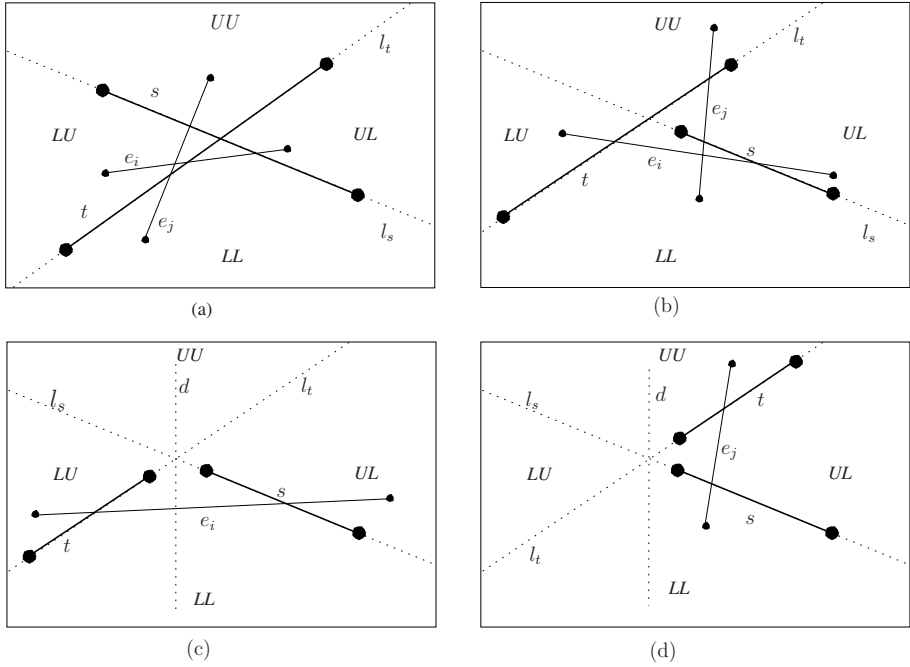 UU
l_t
s
LU
UL
e_i
t
e_j
l_s
LL
(a)
UU
l_t
e_j
LU
UL
s
e_i
t
l_s
LL
(b)
UU
d
l_t
l_s
LU
UL
s
e_i
t
LL
(c)
UU
d
l_s
t
e_j
LU
UL
s
l_t
LL
(d)